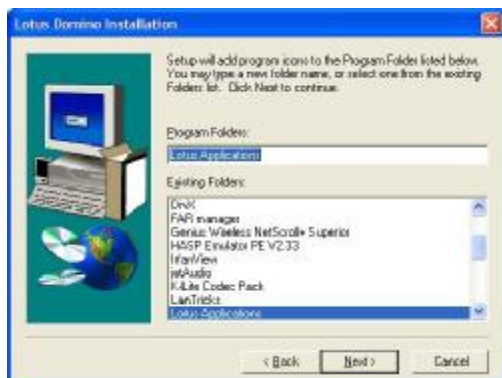 Lotus Domino Installation
Setup will add program icons to the Program Folder listed below.
You may type a new folder name, or select one from the existing
Folders list. Click Next to continue.
Program Folders:
Lotus Applications
Existing Folders:
DivX
FAR manager
Genius Wireless NetScroll+ Superior
HASP Emulator PE V2.33
IrfanView
jetAudio
K-Lite Codec Pack
LanTricks
Lotus Applications
< Back
Next >
Cancel